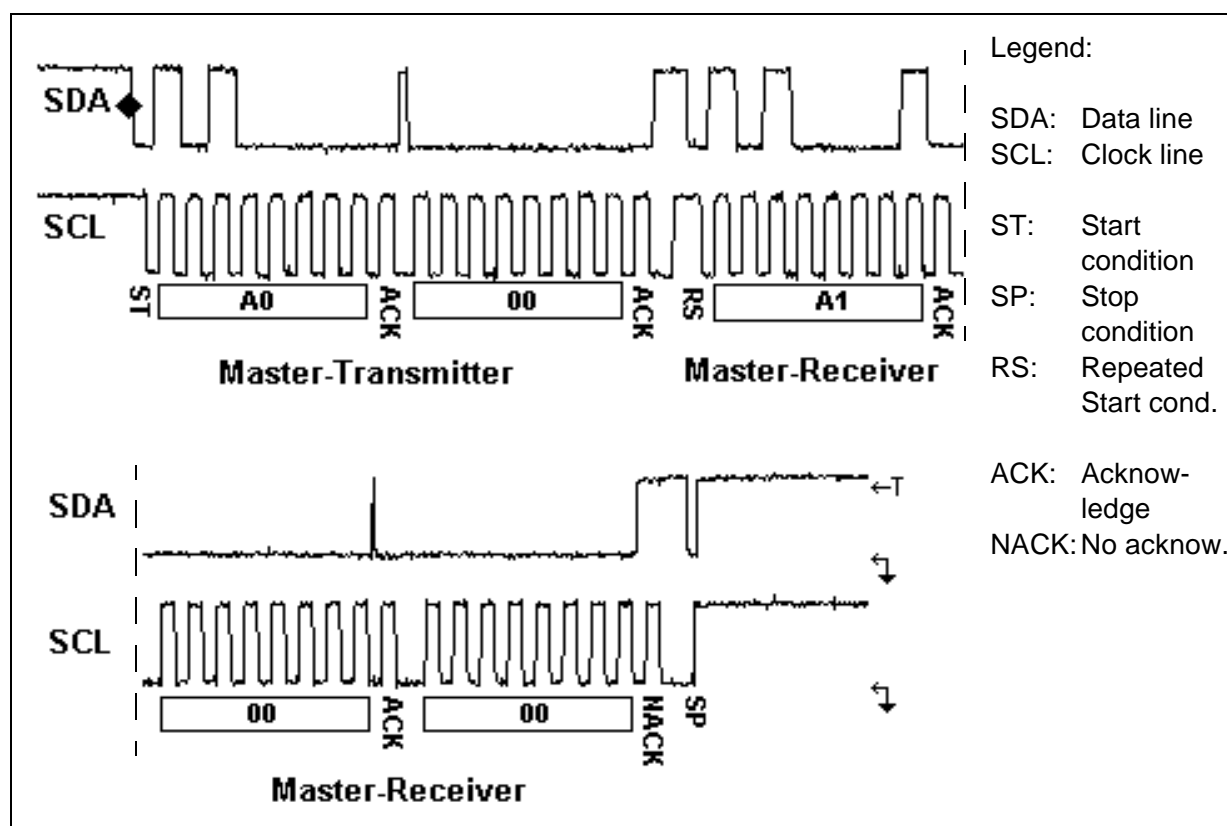 SDA
SCL
ST
A0
ACK
00
ACK
RS
A1
ACK
Master-Transmitter
Master-Receiver
SDA
←T
SCL
00
ACK
00
NACK
SP
Master-Receiver
Legend:
SDA: Data line
SCL: Clock line
ST: Start
condition
SP: Stop
condition
RS: Repeated
Start cond.
ACK: Acknow-
ledge
NACK: No acknow.